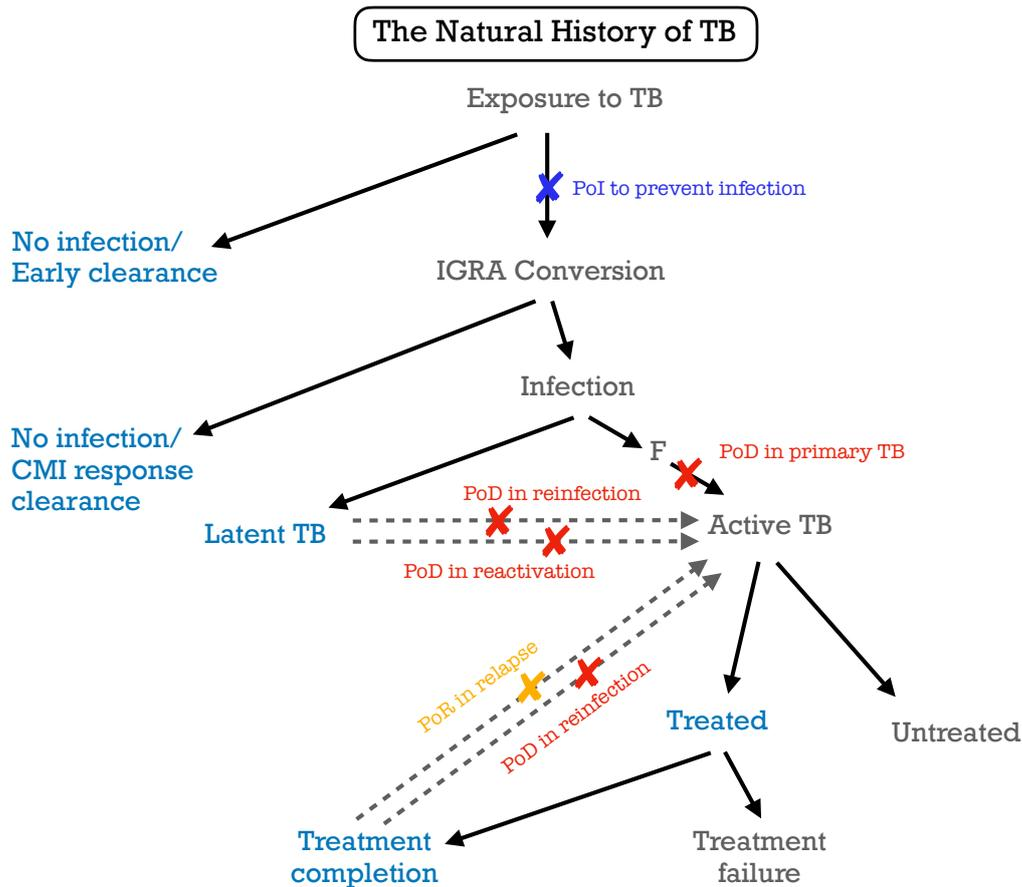 The Natural History of TB
Exposure to TB
PoI to prevent infection
No infection/
Early clearance
IGRA Conversion
Infection
No infection/
CMI response
clearance
F
PoD in primary TB
PoD in reinfection
Latent TB
Active TB
PoD in reactivation
PoR in relapse
PoD in reinfection
Treated
Untreated
Treatment
completion
Treatment
failure